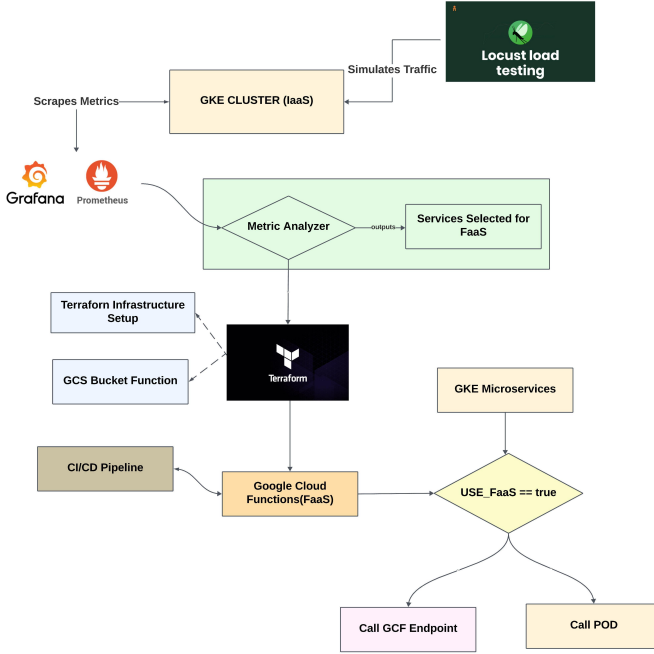 Locust load
testing
Simulates Traffic
GKE CLUSTER (IaaS)
Scrapes Metrics
Grafana
Prometheus
Metric Analyzer
outputs
Services Selected for
FaaS
Terraforn Infrastructure
Setup
GCS Bucket Function
Terraform
GKE Microservices
CI/CD Pipeline
Google Cloud
Functions(FaaS)
USE_FaaS == true
Call GCF Endpoint
Call POD